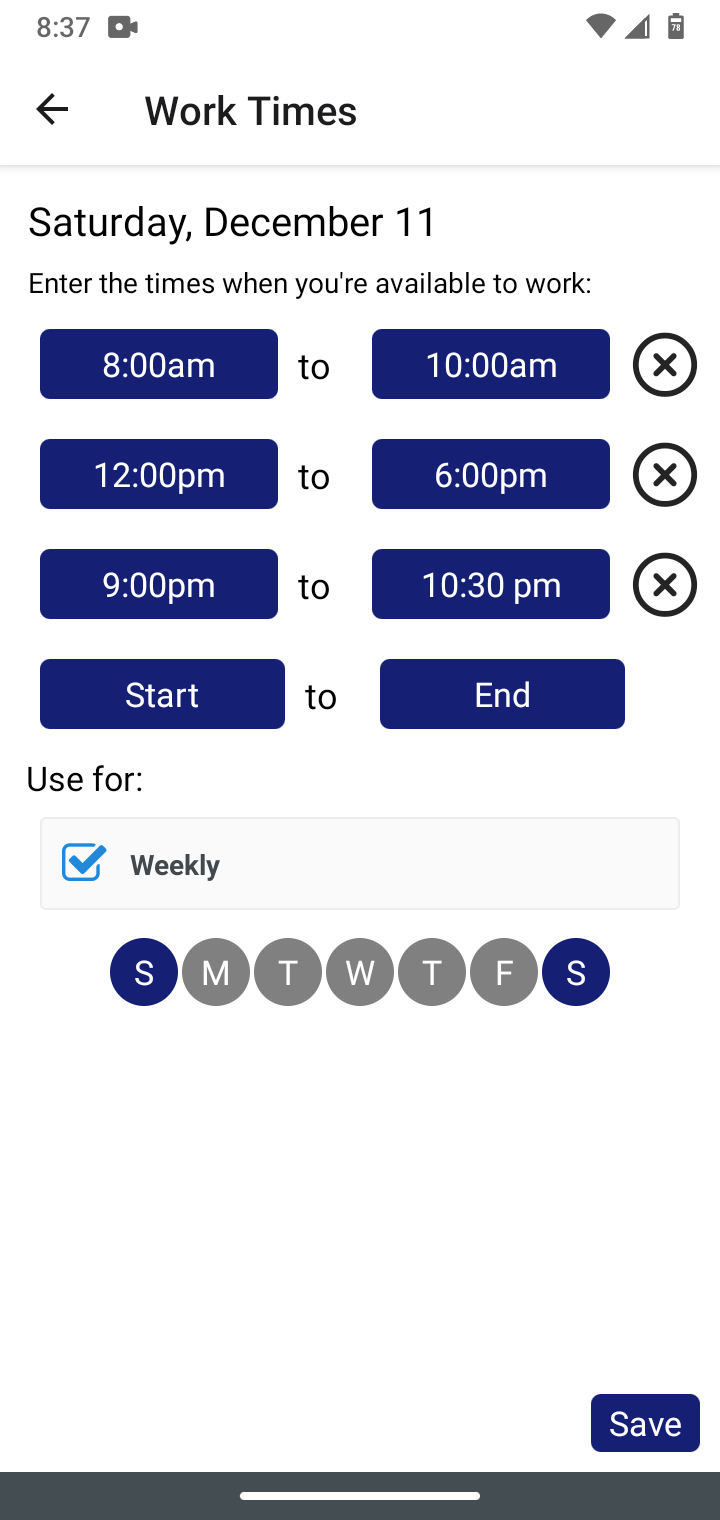 8:37 78
Work Times
Saturday, December 11
Enter the times when you're available to work:
8:00am to 10:00am
12:00pm to 6:00pm
9:00pm to 10:30 pm
Start to End
Use for:
Weekly
S M T W T F S
Save